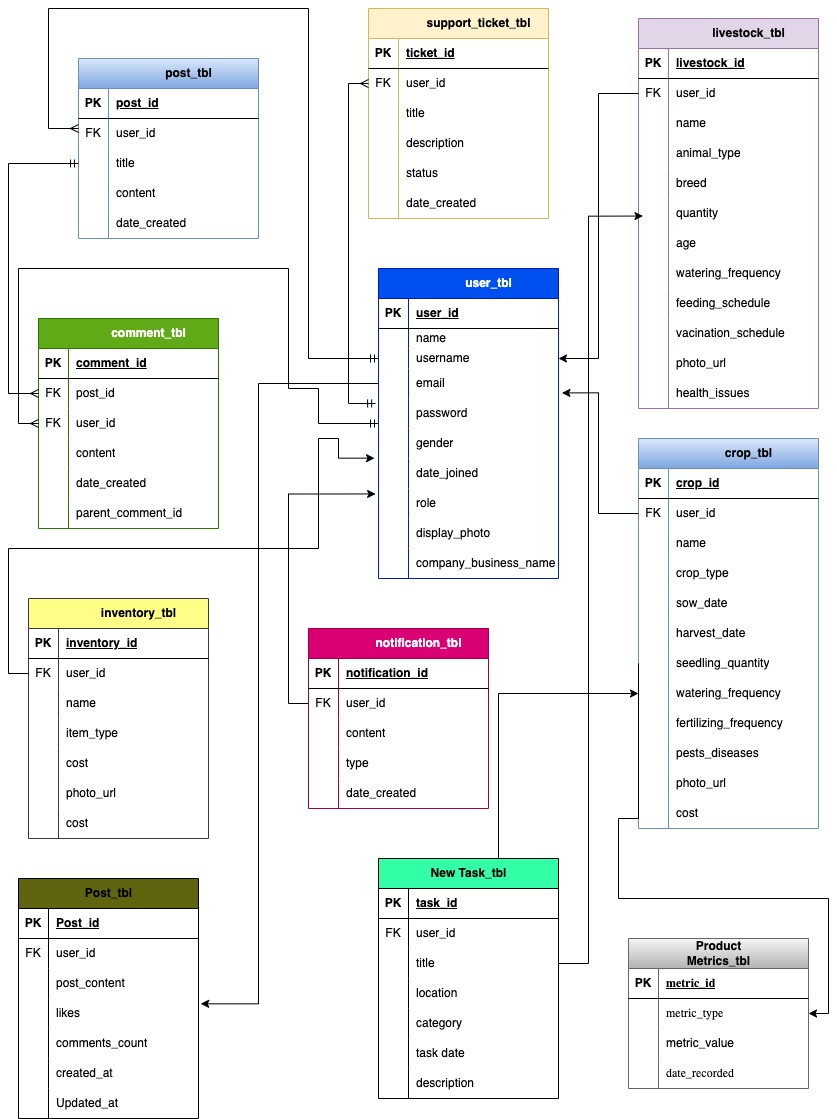 support_ticket_tbl
PK ticket_id
FK user_id
title
description
status
date_created
livestock_tbl
PK livestock_id
FK user_id
name
animal_type
breed
quantity
age
watering_frequency
feeding_schedule
vacination_schedule
photo_url
health_issues
post_tbl
PK post_id
FK user_id
title
content
date_created
user_tbl
PK user_id
name
username
email
password
gender
date_joined
role
display_photo
company_business_name
comment_tbl
PK comment_id
FK post_id
FK user_id
content
date_created
parent_comment_id
crop_tbl
PK crop_id
FK user_id
name
crop_type
sow_date
harvest_date
seedling_quantity
watering_frequency
fertilizing_frequency
pests_diseases
photo_url
cost
inventory_tbl
PK inventory_id
FK user_id
name
item_type
cost
photo_url
cost
notification_tbl
PK notification_id
FK user_id
content
type
date_created
Post_tbl
PK Post_id
FK user_id
post_content
likes
comments_count
created_at
Updated_at
New Task_tbl
PK task_id
FK user_id
title
location
category
task date
description
Product
Metrics_tbl
PK metric_id
metric_type
metric_value
date_recorded